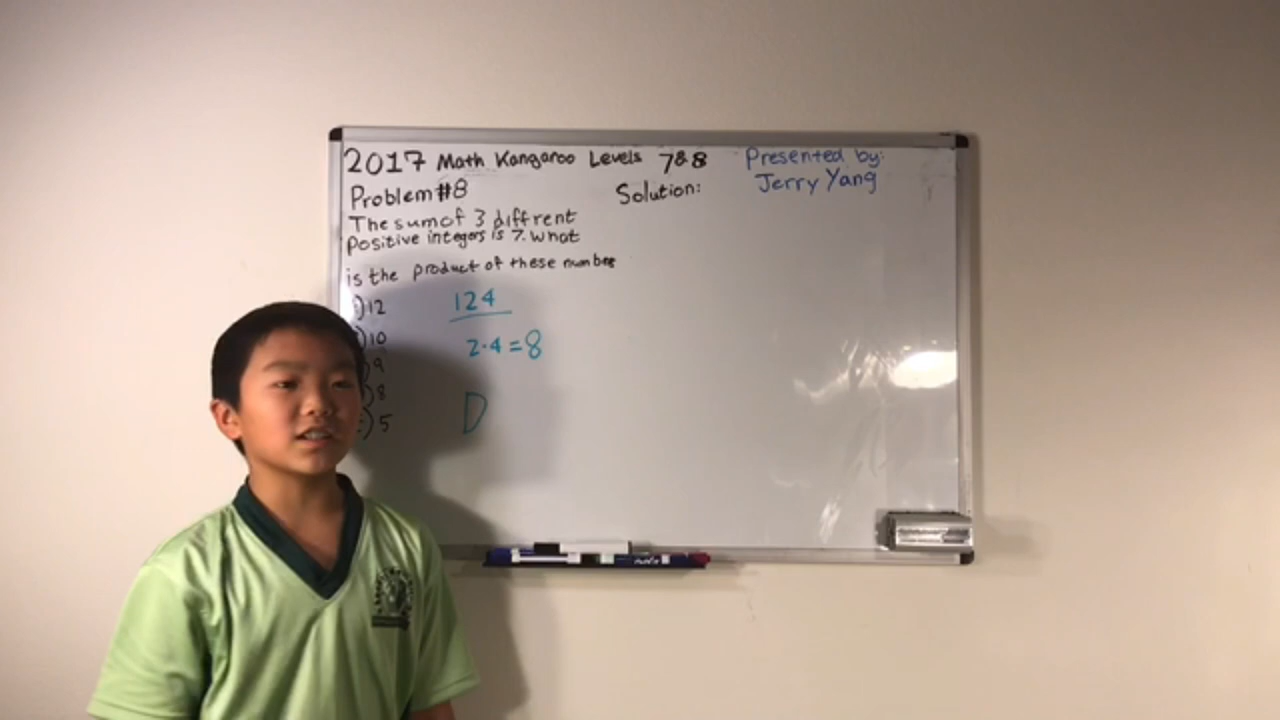 2017 Math Kangaroo Levels 7&8
Presented by:
Jerry Yang
Problem #8
Solution:
The sum of 3 diffrent
Positive integers is 7. what
is the product of these number
)12
)10
)9
)8
)5
124
2·4=8
D